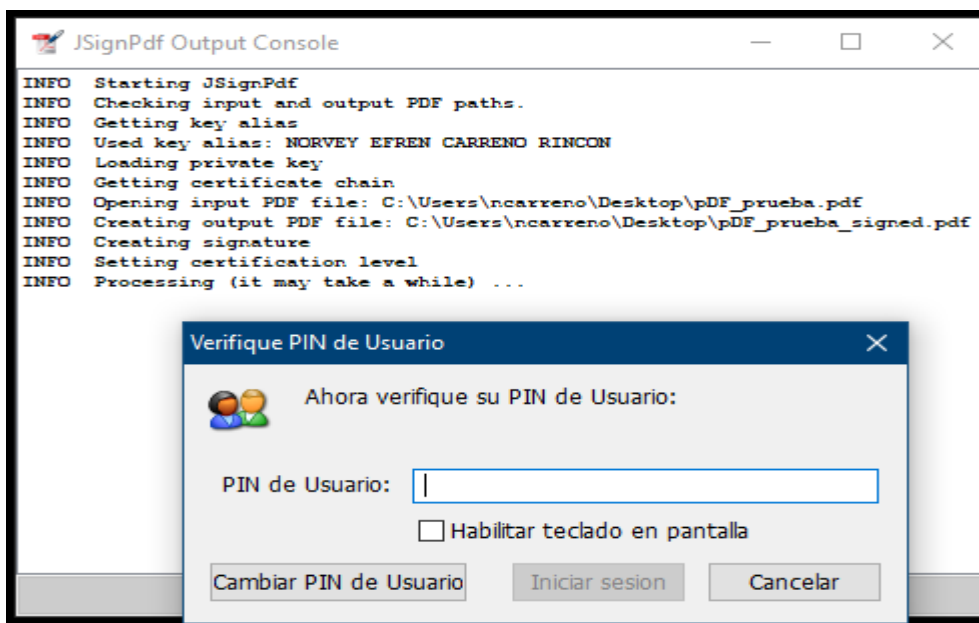 JSignPdf Output Console
INFO Starting JSignPdf
INFO Checking input and output PDF paths.
INFO Getting key alias
INFO Used key alias: NORVEY EFREN CARRENO RINCON
INFO Loading private key
INFO Getting certificate chain
INFO Opening input PDF file: C:\Users\ncarreno\Desktop\pDF_prueba.pdf
INFO Creating output PDF file: C:\Users\ncarreno\Desktop\pDF_prueba_signed.pdf
INFO Creating signature
INFO Setting certification level
INFO Processing (it may take a while) ...
Verifique PIN de Usuario
Ahora verifique su PIN de Usuario:
PIN de Usuario:
Habilitar teclado en pantalla
Cambiar PIN de Usuario Iniciar sesion Cancelar